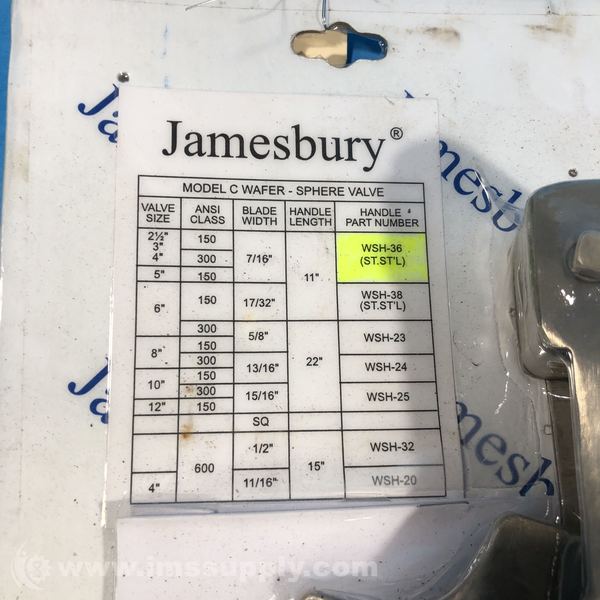 Jamesbury®
MODEL C WAFER - SPHERE VALVE
VALVE SIZE ANSI CLASS BLADE WIDTH HANDLE LENGTH HANDLE PART NUMBER
2½" 150
3"
4" 300 7/16" WSH-36 (ST.ST'L)
5" 150 11"
6" 150 17/32" WSH-38 (ST.ST'L)
300 5/8" WSH-23
8" 150
300 13/16" 22" WSH-24
10" 150
300 15/16" WSH-25
12" 150
SQ
1/2" WSH-32
600 15"
4" 11/16" WSH-20
www.imssupply.com